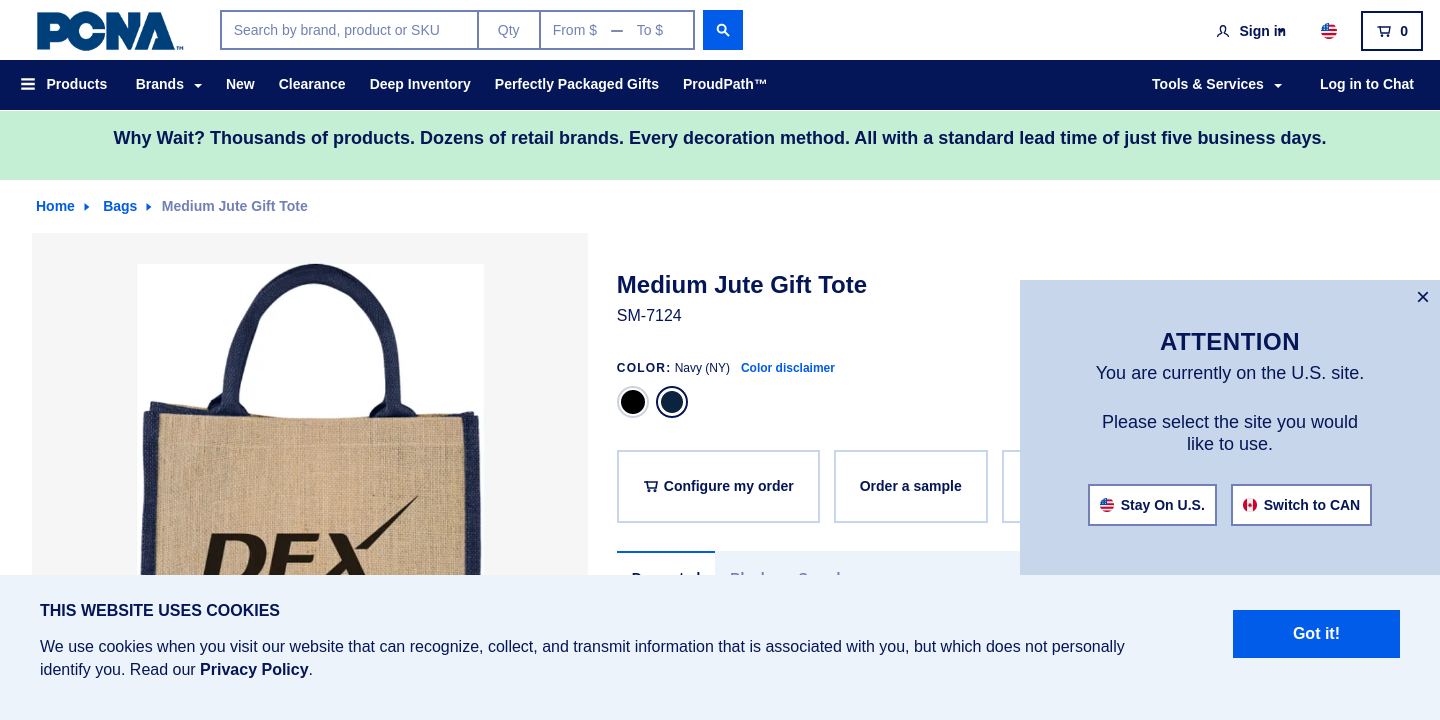 PCNA™
Search by brand, product or SKU
Qty
From $ — To $
Sign in
0
Products
Brands
New
Clearance
Deep Inventory
Perfectly Packaged Gifts
ProudPath™
Tools & Services
Log in to Chat
Why Wait? Thousands of products. Dozens of retail brands. Every decoration method. All with a standard lead time of just five business days.
Home
Bags
Medium Jute Gift Tote
Medium Jute Gift Tote
SM-7124
COLOR: Navy (NY) Color disclaimer
Configure my order
Order a sample
DEX
×
ATTENTION
You are currently on the U.S. site.
Please select the site you would
like to use.
Stay On U.S.
Switch to CAN
THIS WEBSITE USES COOKIES
We use cookies when you visit our website that can recognize, collect, and transmit information that is associated with you, but which does not personally
identify you. Read our Privacy Policy.
Got it!